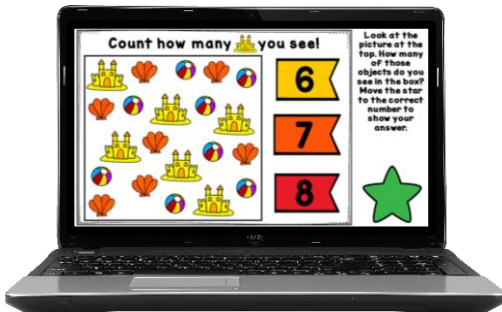 Count how many you see!
6
7
8
Look at the
picture at the
top. How many
of those
objects do you
see in the box?
Move the star
to the correct
number to
show your
answer.